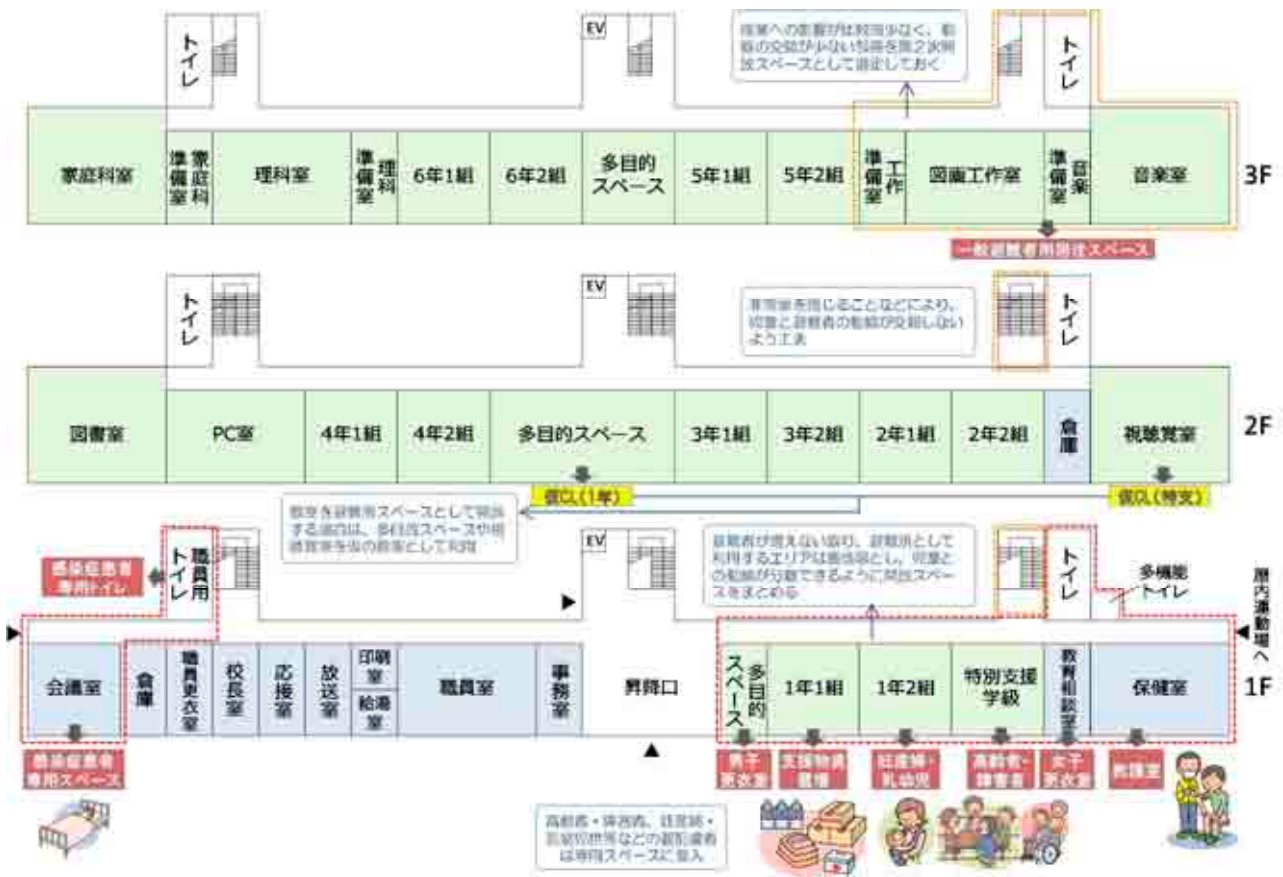 トイレ
EV
トイレ
授業への影響が比較的少なく、動
線の交錯が少ない諸室を第2次開
放スペースとして選定しておく
家庭科室
家庭科準備室
理科室
理科準備室
6年1組
6年2組
多目的
スペース
5年1組
5年2組
工作準備室
図画工作室
音楽準備室
音楽室
3F
一般避難者用居住スペース
トイレ
EV
トイレ
を閉じることなどにより、
児童と避難者の動線が交錯しない
よう工夫
図書室
PC室
4年1組
4年2組
多目的スペース
3年1組
3年2組
2年1組
2年2組
倉庫
視聴覚室
2F
仮CL(1年)
仮CL(特支)
教室を避難所スペースとして開放
する場合は、多目的スペースや視
聴覚室を仮の教室として利用
避難者が増えない限り、避難所として
利用するエリアは最低限とし、児童と
の動線が分離できるように開放スペー
スをまとめる
感染症患者
専用トイレ
職員用
トイレ
トイレ
多機能
トイレ
屋内運動場へ
会議室
倉庫
職員更衣室
校長室
応接室
放送室
印刷室
給湯室
職員室
事務室
昇降口
多目的
スペース
1年1組
1年2組
特別支援
学級
教育相談室
保健室
1F
感染症患者
専用スペース
男子
更衣室
支援物資
置場
妊産婦・
乳幼児
高齢者・
障害者
女子
更衣室
救護室
高齢者・障害者、妊産婦・
乳幼児世帯などの要配慮者
は専用スペースに